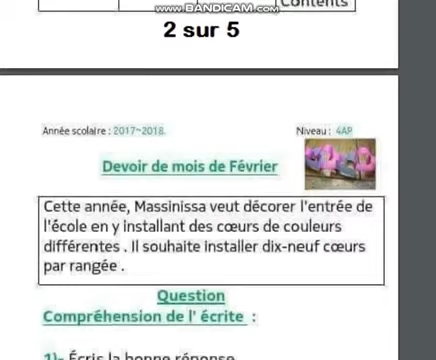 www.BANDICAM.com
Contents
2 sur 5
Année scolaire : 2017~2018.
Niveau : 4AP
Devoir de mois de Février
Cette année, Massinissa veut décorer l'entrée de
l'école en y installant des cœurs de couleurs
différentes . Il souhaite installer dix-neuf cœurs
par rangée .
Question
Compréhension de l' écrite :
1)- Écris la bonne réponse